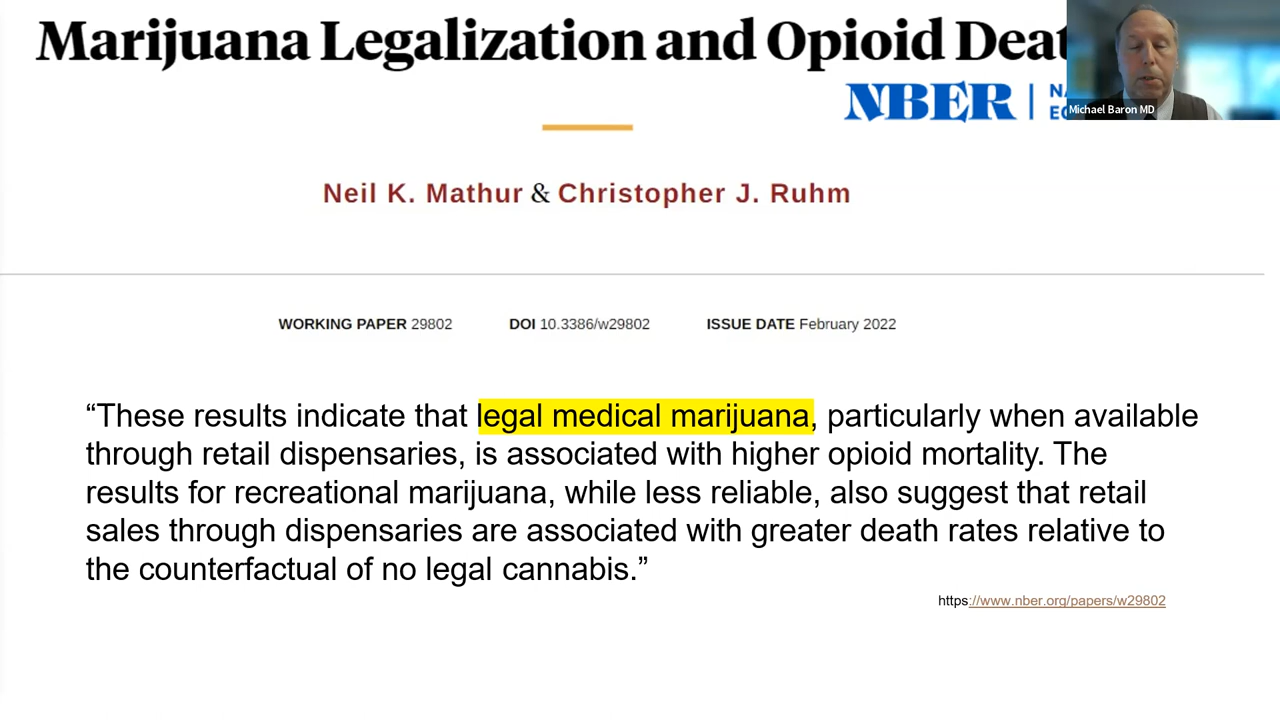 Marijuana Legalization and Opioid Deat
NBER | NA
EC
Michael Baron MD
Neil K. Mathur & Christopher J. Ruhm
WORKING PAPER 29802 DOI 10.3386/w29802 ISSUE DATE February 2022
“These results indicate that legal medical marijuana, particularly when available
through retail dispensaries, is associated with higher opioid mortality. The
results for recreational marijuana, while less reliable, also suggest that retail
sales through dispensaries are associated with greater death rates relative to
the counterfactual of no legal cannabis.”
https://www.nber.org/papers/w29802